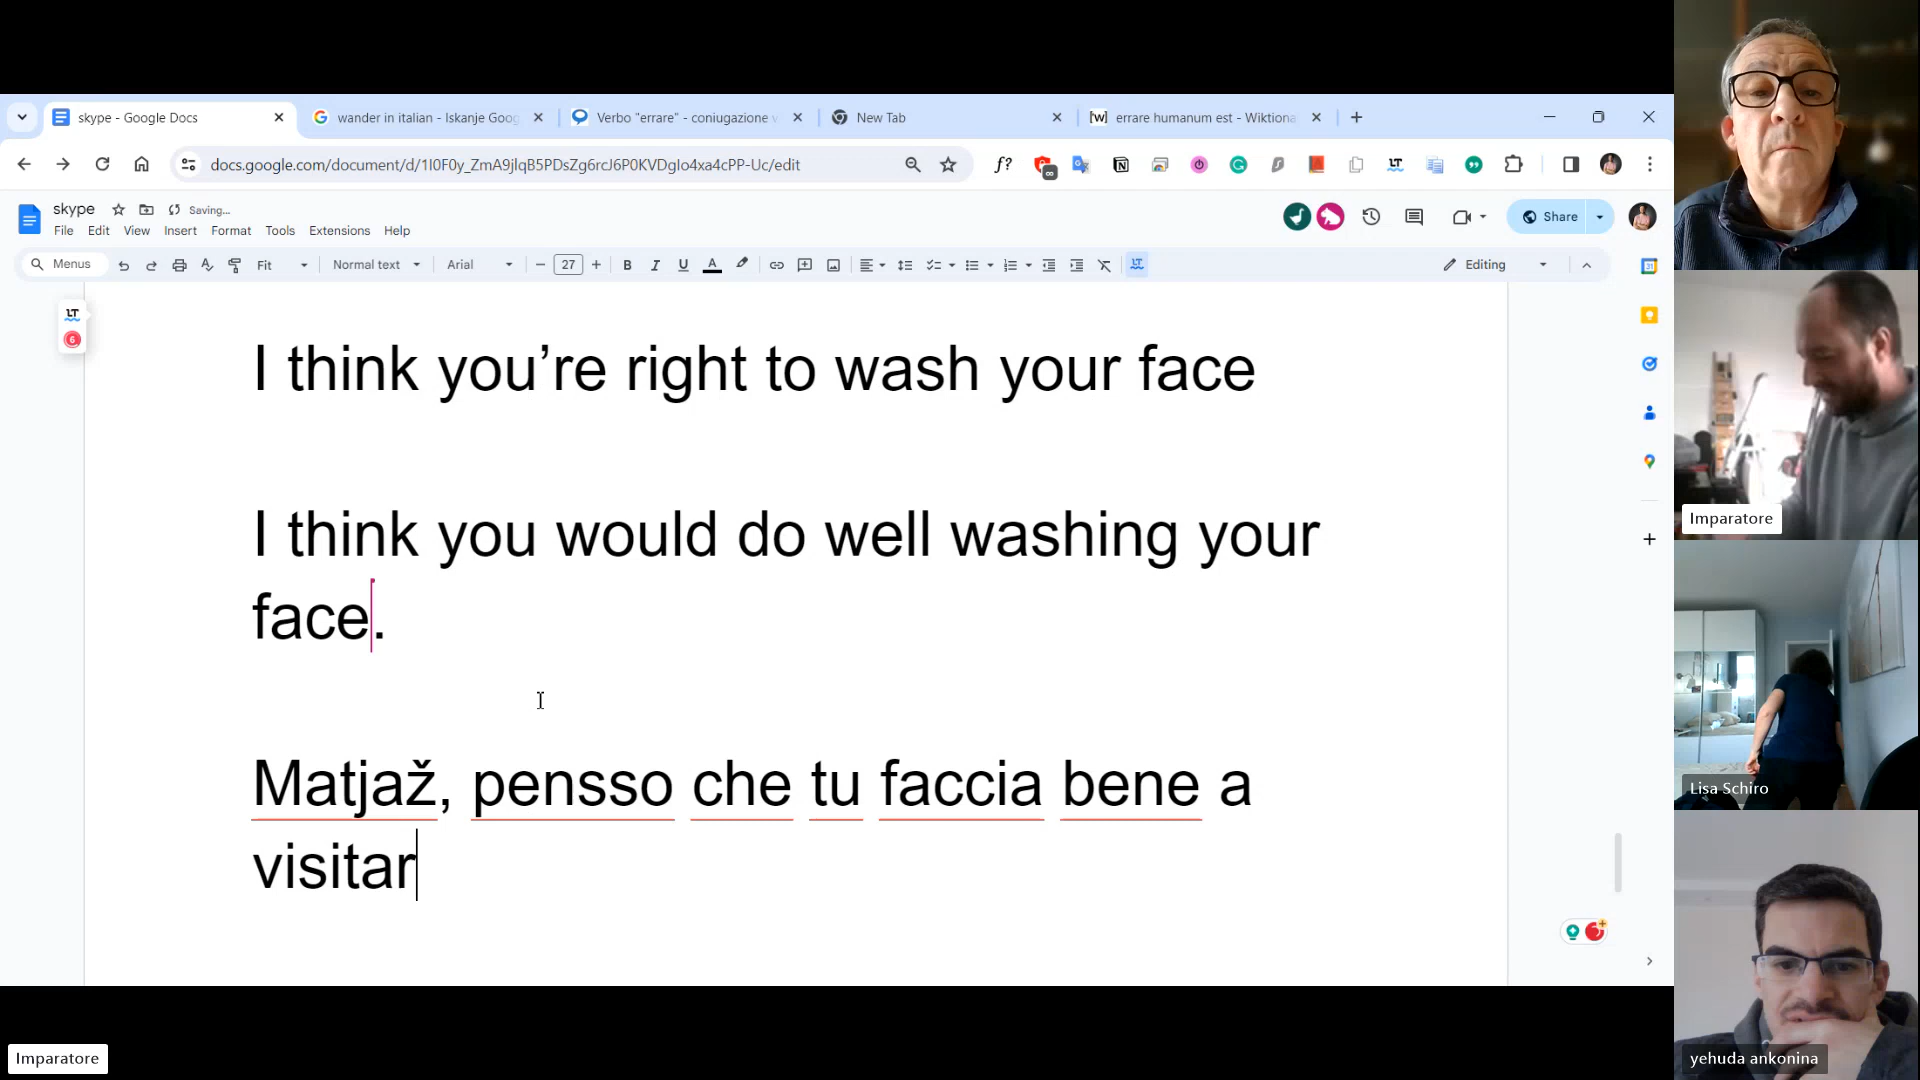 skype - Google Docs
wander in italian - Iskanje Goog
Verbo "errare" - coniugazione v
New Tab
[w] errare humanum est - Wiktiona
docs.google.com/document/d/1I0F0y_ZmA9jlqB5PDsZg6rcJ6P0KVDgIo4xa4cPP-Uc/edit
skype
Saving...
File Edit View Insert Format Tools Extensions Help
Share
Menus
Fit
Normal text
Arial
27
B I U A
Editing
LT
6
I think you’re right to wash your face
I think you would do well washing your
face.
Matjaž, pensso che tu faccia bene a
visitar
Imparatore
Lisa Schiro
yehuda ankonina
Imparatore